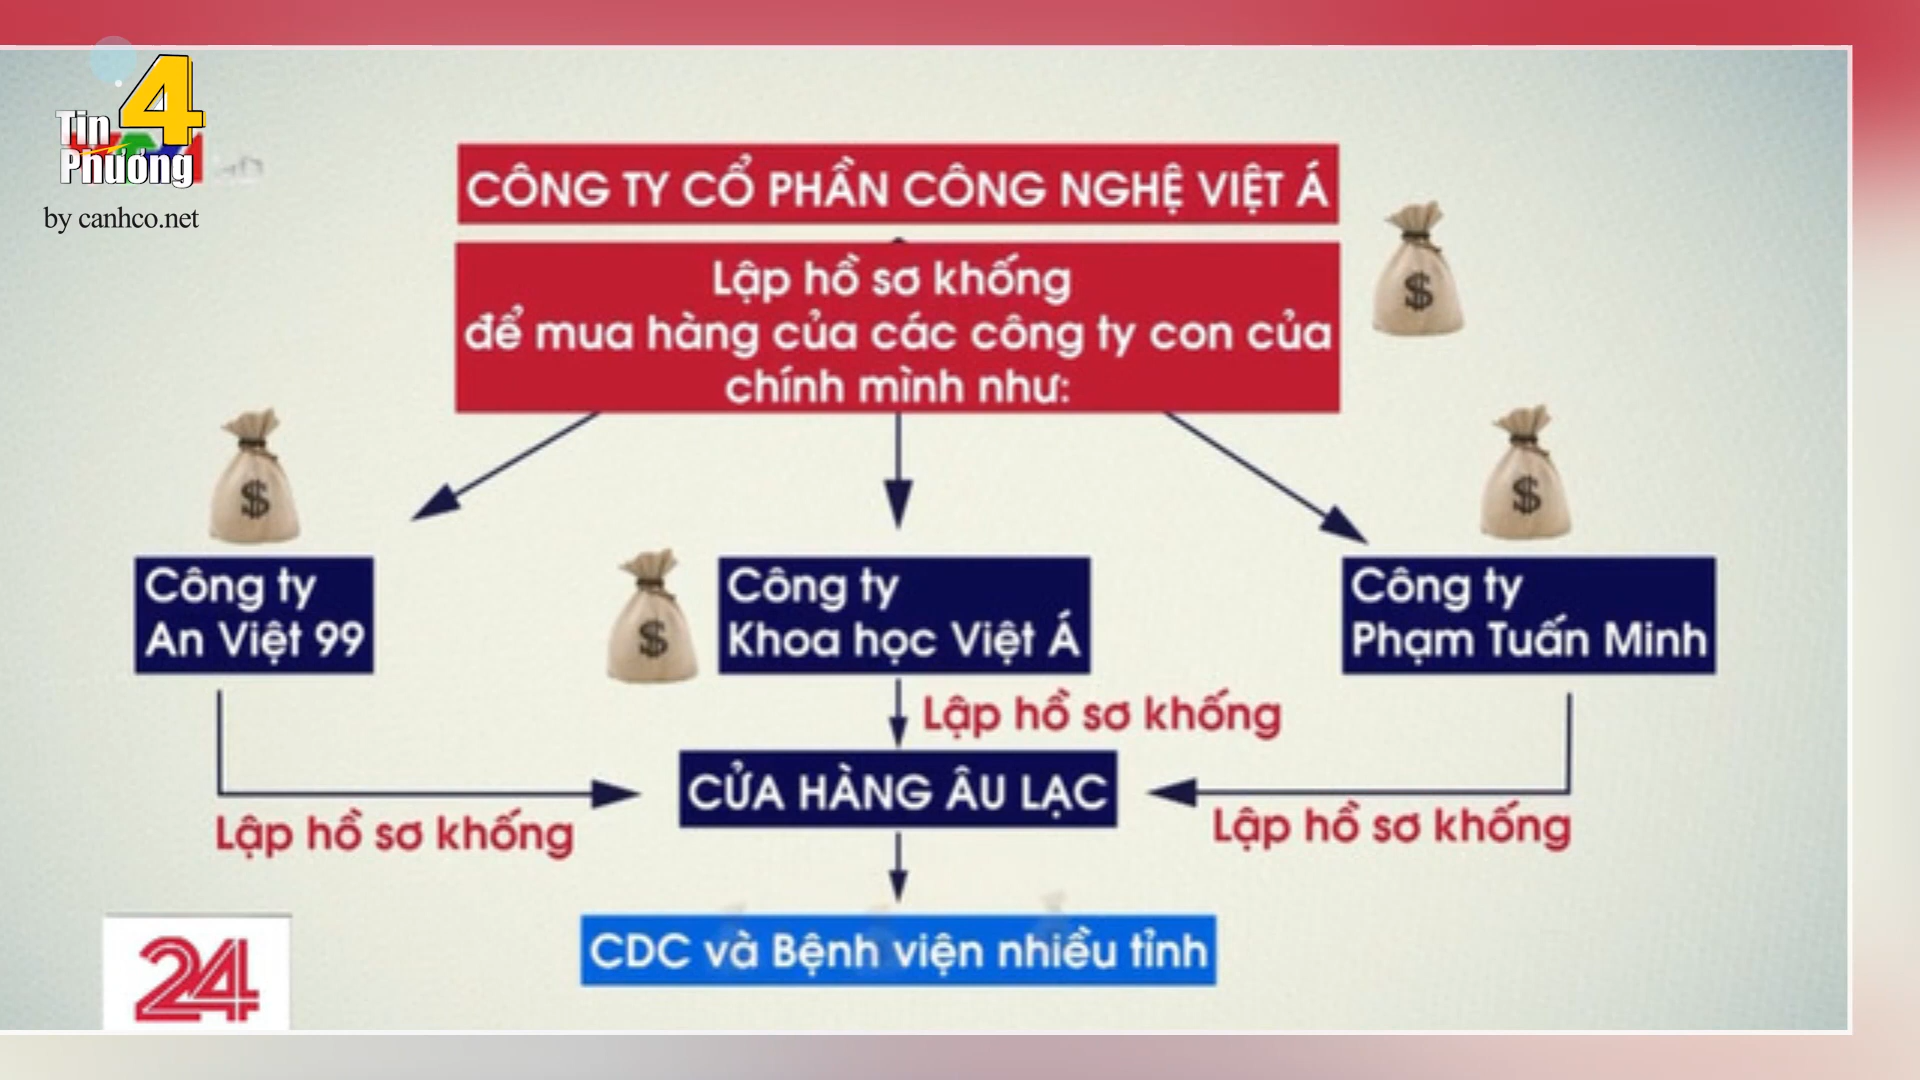 4
Tin
Phương
by canhco.net
CÔNG TY CỔ PHẦN CÔNG NGHỆ VIỆT Á
Lập hồ sơ khống
để mua hàng của các công ty con của
chính mình như:
$
$
$
$
Công ty
An Việt 99
Công ty
Khoa học Việt Á
Công ty
Phạm Tuấn Minh
Lập hồ sơ khống
CỬA HÀNG ÂU LẠC
Lập hồ sơ khống
Lập hồ sơ khống
CDC và Bệnh viện nhiều tỉnh
24